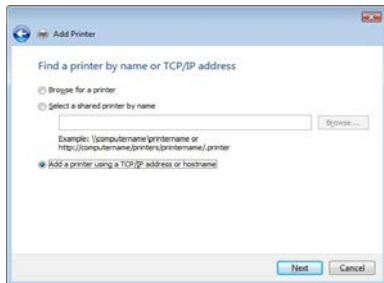 Add Printer
Find a printer by name or TCP/IP address
Browse for a printer
Select a shared printer by name
Browse...
Example: \\computername\printername or
http://computername/printers/printername/.printer
Add a printer using a TCP/IP address or hostname
Next
Cancel